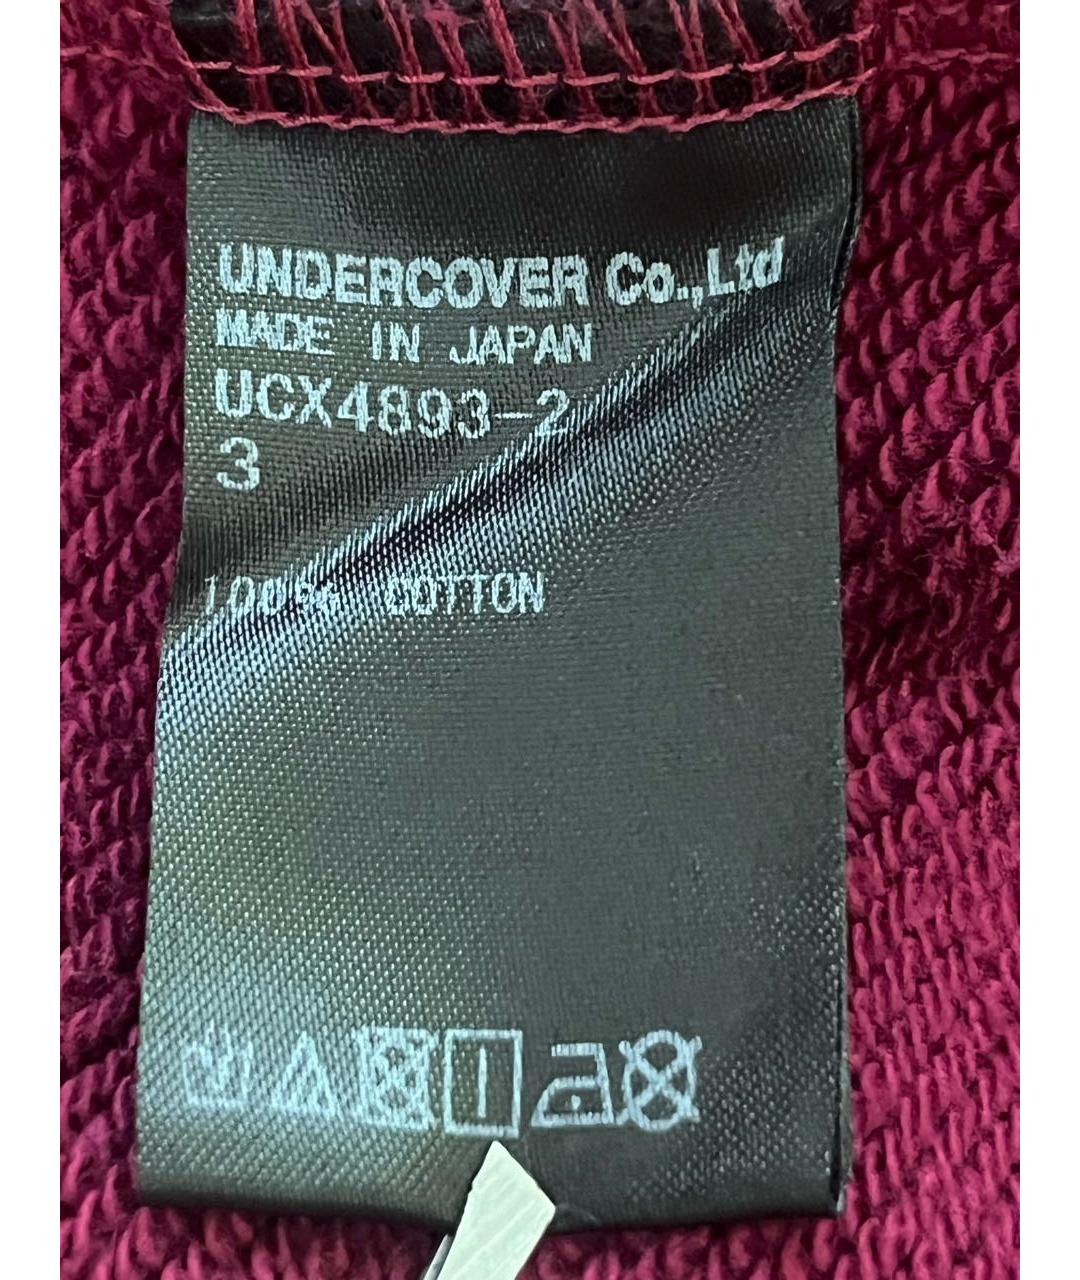 UNDERCOVER Co.,Ltd
MADE IN JAPAN
UCX4893-2
3
100% COTTON